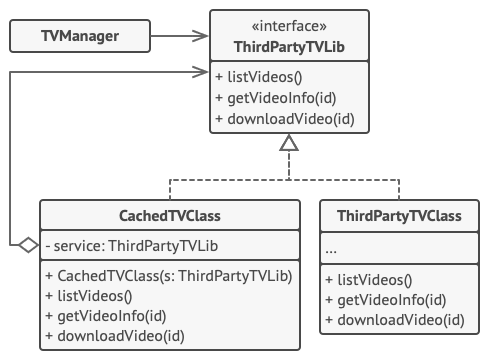 TVManager
«interface»
ThirdPartyTVLib
+ listVideos()
+ getVideoInfo(id)
+ downloadVideo(id)
CachedTVClass
- service: ThirdPartyTVLib
+ CachedTVClass(s: ThirdPartyTVLib)
+ listVideos()
+ getVideoInfo(id)
+ downloadVideo(id)
ThirdPartyTVClass
...
+ listVideos()
+ getVideoInfo(id)
+ downloadVideo(id)